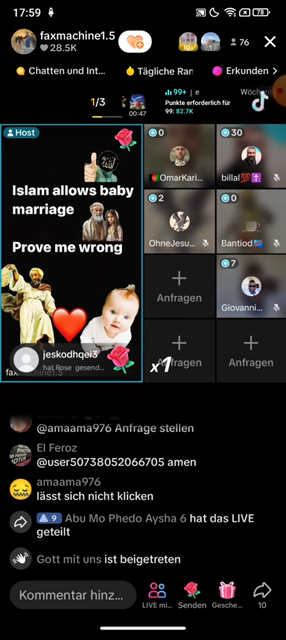 17:59
78
faxmachine1.5
28.5K
76
Chatten und Int...
Tägliche Ran
Erkunden
1/3
00:47
99+ | e
Punkte erforderlich für
99: 82.7K
Host
Islam allows baby
marriage
Prove me wrong
jeskodhqei3
hat Rose gesend...
faxmachine1.5
0
OmarKari...
30
billal
2
OhneJesu...
0
Bantiod
Anfragen
7
Giovanni...
x1
Anfragen
Anfragen
@amaama976 Anfrage stellen
El Feroz
@user50738052066705 amen
amaama976
lässt sich nicht klicken
9 Abu Mo Phedo Aysha 6 hat das LIVE
geteilt
Gott mit uns ist beigetreten
Kommentar hinz...
LIVE mi...
Senden
Gesche...
10